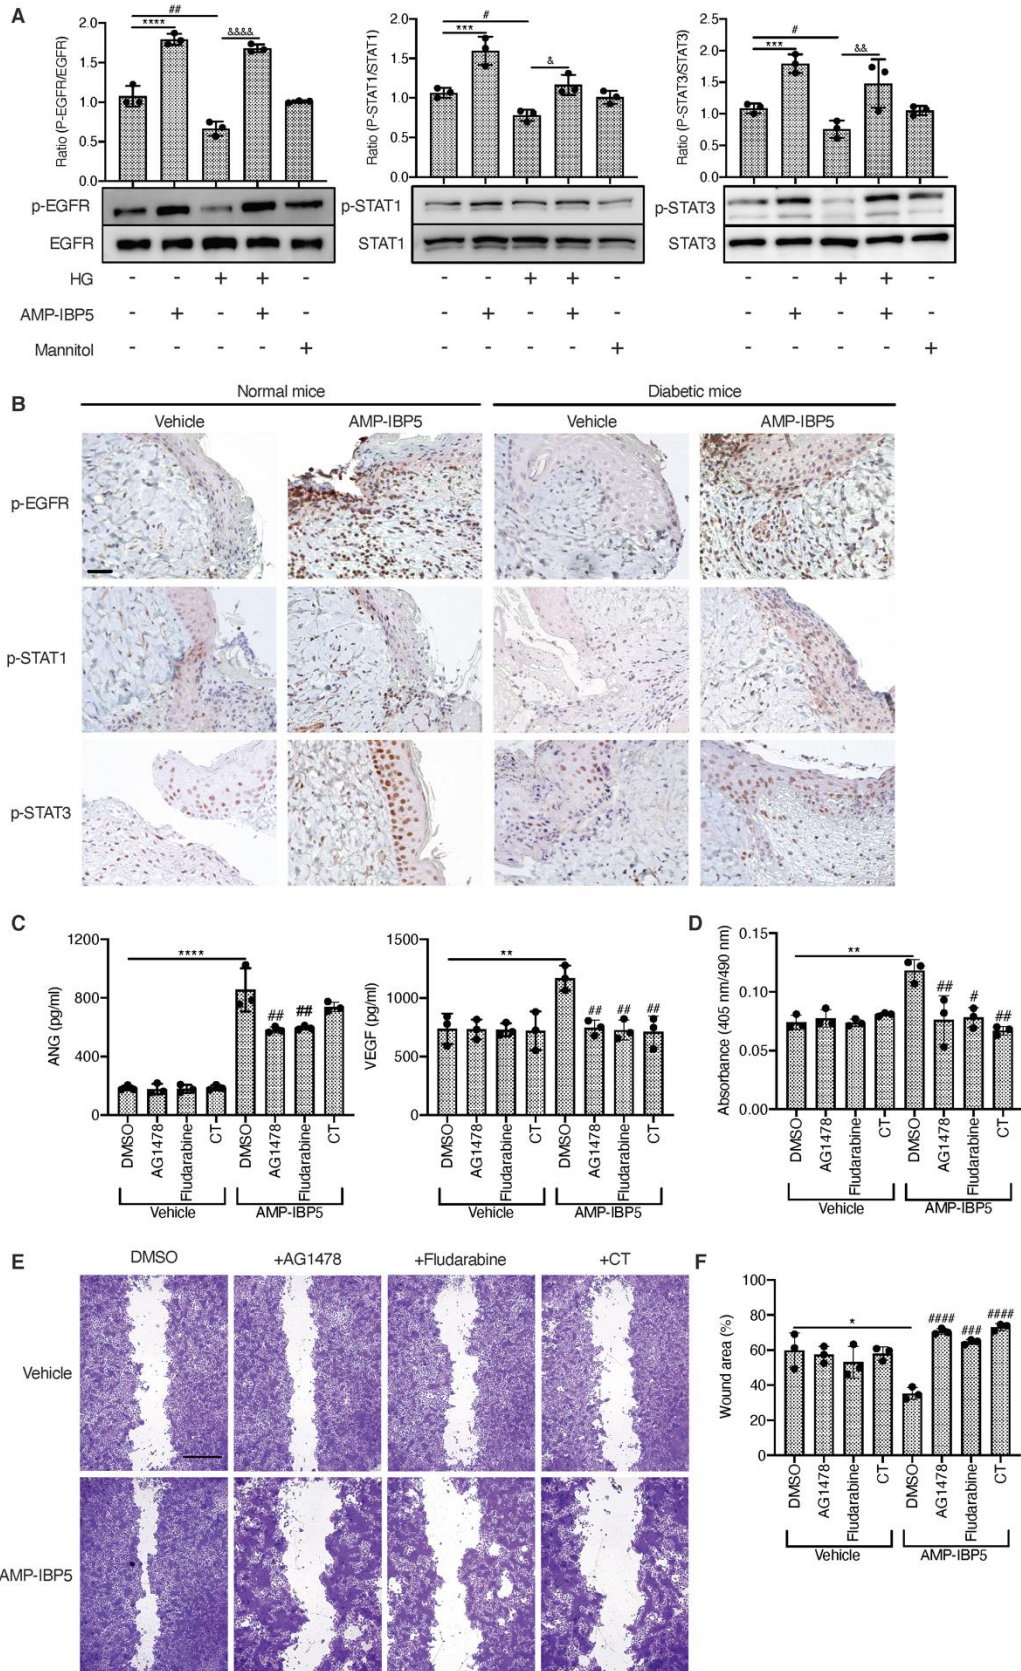 A
Ratio (P-EGFR/EGFR)
2.0
1.5
1.0
0.5
0.0
##
****
&&&&
Ratio (P-STAT1/STAT1)
2.0
1.5
1.0
0.5
0.0
#
***
&
Ratio (P-STAT3/STAT3)
2.5
2.0
1.5
1.0
0.5
0.0
#
***
&&
p-EGFR
EGFR
p-STAT1
STAT1
p-STAT3
STAT3
HG - - + + - - - + + - - - + + -
AMP-IBP5 - + - + - - + - + - - + - + -
Mannitol - - - - + - - - - + - - - - +
B
Normal mice Diabetic mice
Vehicle AMP-IBP5 Vehicle AMP-IBP5
p-EGFR
p-STAT1
p-STAT3
C
ANG (pg/ml)
1200
800
400
0
****
## ##
DMSO AG1478 Fludarabine CT DMSO AG1478 Fludarabine CT
Vehicle AMP-IBP5
VEGF (pg/ml)
1500
1000
500
0
**
## ## ##
DMSO AG1478 Fludarabine CT DMSO AG1478 Fludarabine CT
Vehicle AMP-IBP5
D
Absorbance (405 nm/490 nm)
0.15
0.10
0.05
0.00
**
## # ##
DMSO AG1478 Fludarabine CT DMSO AG1478 Fludarabine CT
Vehicle AMP-IBP5
E
DMSO +AG1478 +Fludarabine +CT
Vehicle
AMP-IBP5
F
Wound area (%)
100
80
60
40
20
0
*
#### ### ####
DMSO AG1478 Fludarabine CT DMSO AG1478 Fludarabine CT
Vehicle AMP-IBP5